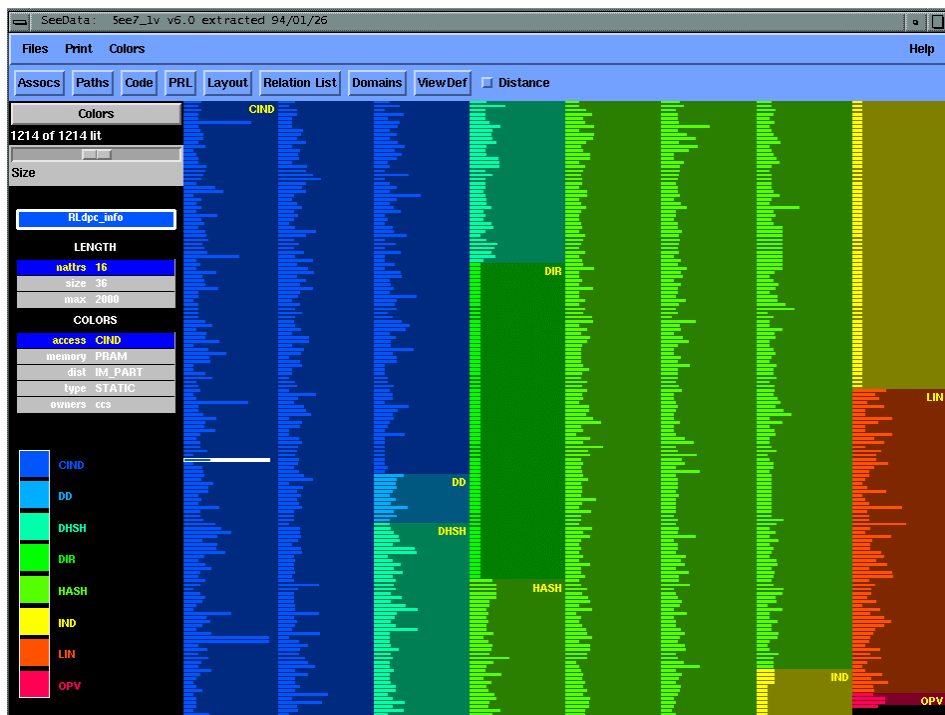 SeeData: 5ee7_lv v6.0 extracted 94/01/26
Files Print Colors Help
Assocs Paths Code PRL Layout Relation List Domains ViewDef Distance
Colors
1214 of 1214 lit
Size
RLdpc_info
LENGTH
nattrs 16
size 36
max 2000
COLORS
access CIND
memory PRAM
dist IM_PART
type STATIC
owners ccs
CIND
DD
DHSH
DIR
HASH
IND
LIN
OPV
CIND
DD
DHSH
DIR
HASH
IND
LIN
OPV